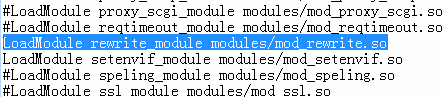 #LoadModule proxy_scgi_module modules/mod_proxy_scgi.so
#LoadModule reqtimeout_module modules/mod_reqtimeout.so
LoadModule rewrite_module modules/mod_rewrite.so
LoadModule setenvif_module modules/mod_setenvif.so
#LoadModule speling_module modules/mod_speling.so
#LoadModule ssl_module modules/mod_ssl.so